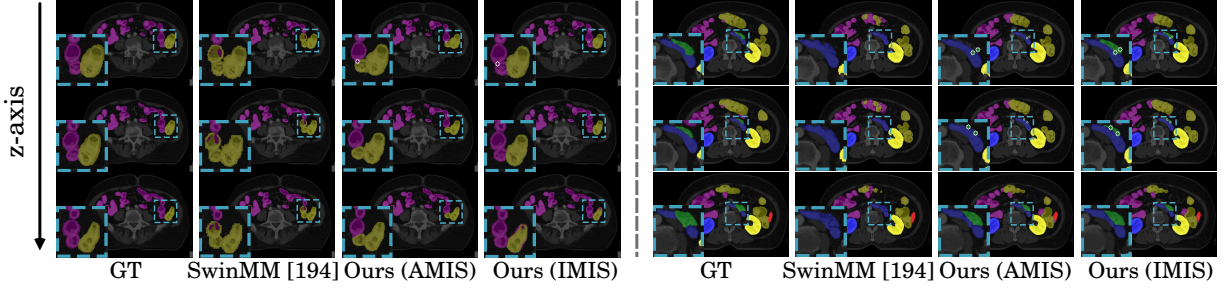 z-axis
GT SwinMM [194] Ours (AMIS) Ours (IMIS)
GT SwinMM [194] Ours (AMIS) Ours (IMIS)